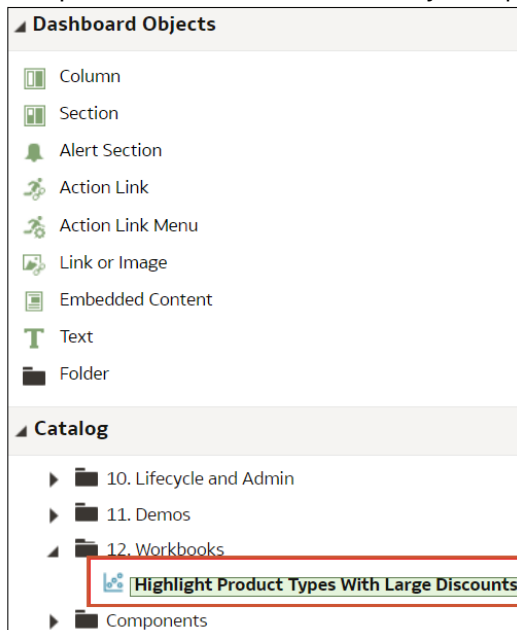 Dashboard Objects
Column
Section
Alert Section
Action Link
Action Link Menu
Link or Image
Embedded Content
Text
Folder
Catalog
10. Lifecycle and Admin
11. Demos
12. Workbooks
Highlight Product Types With Large Discounts
Components